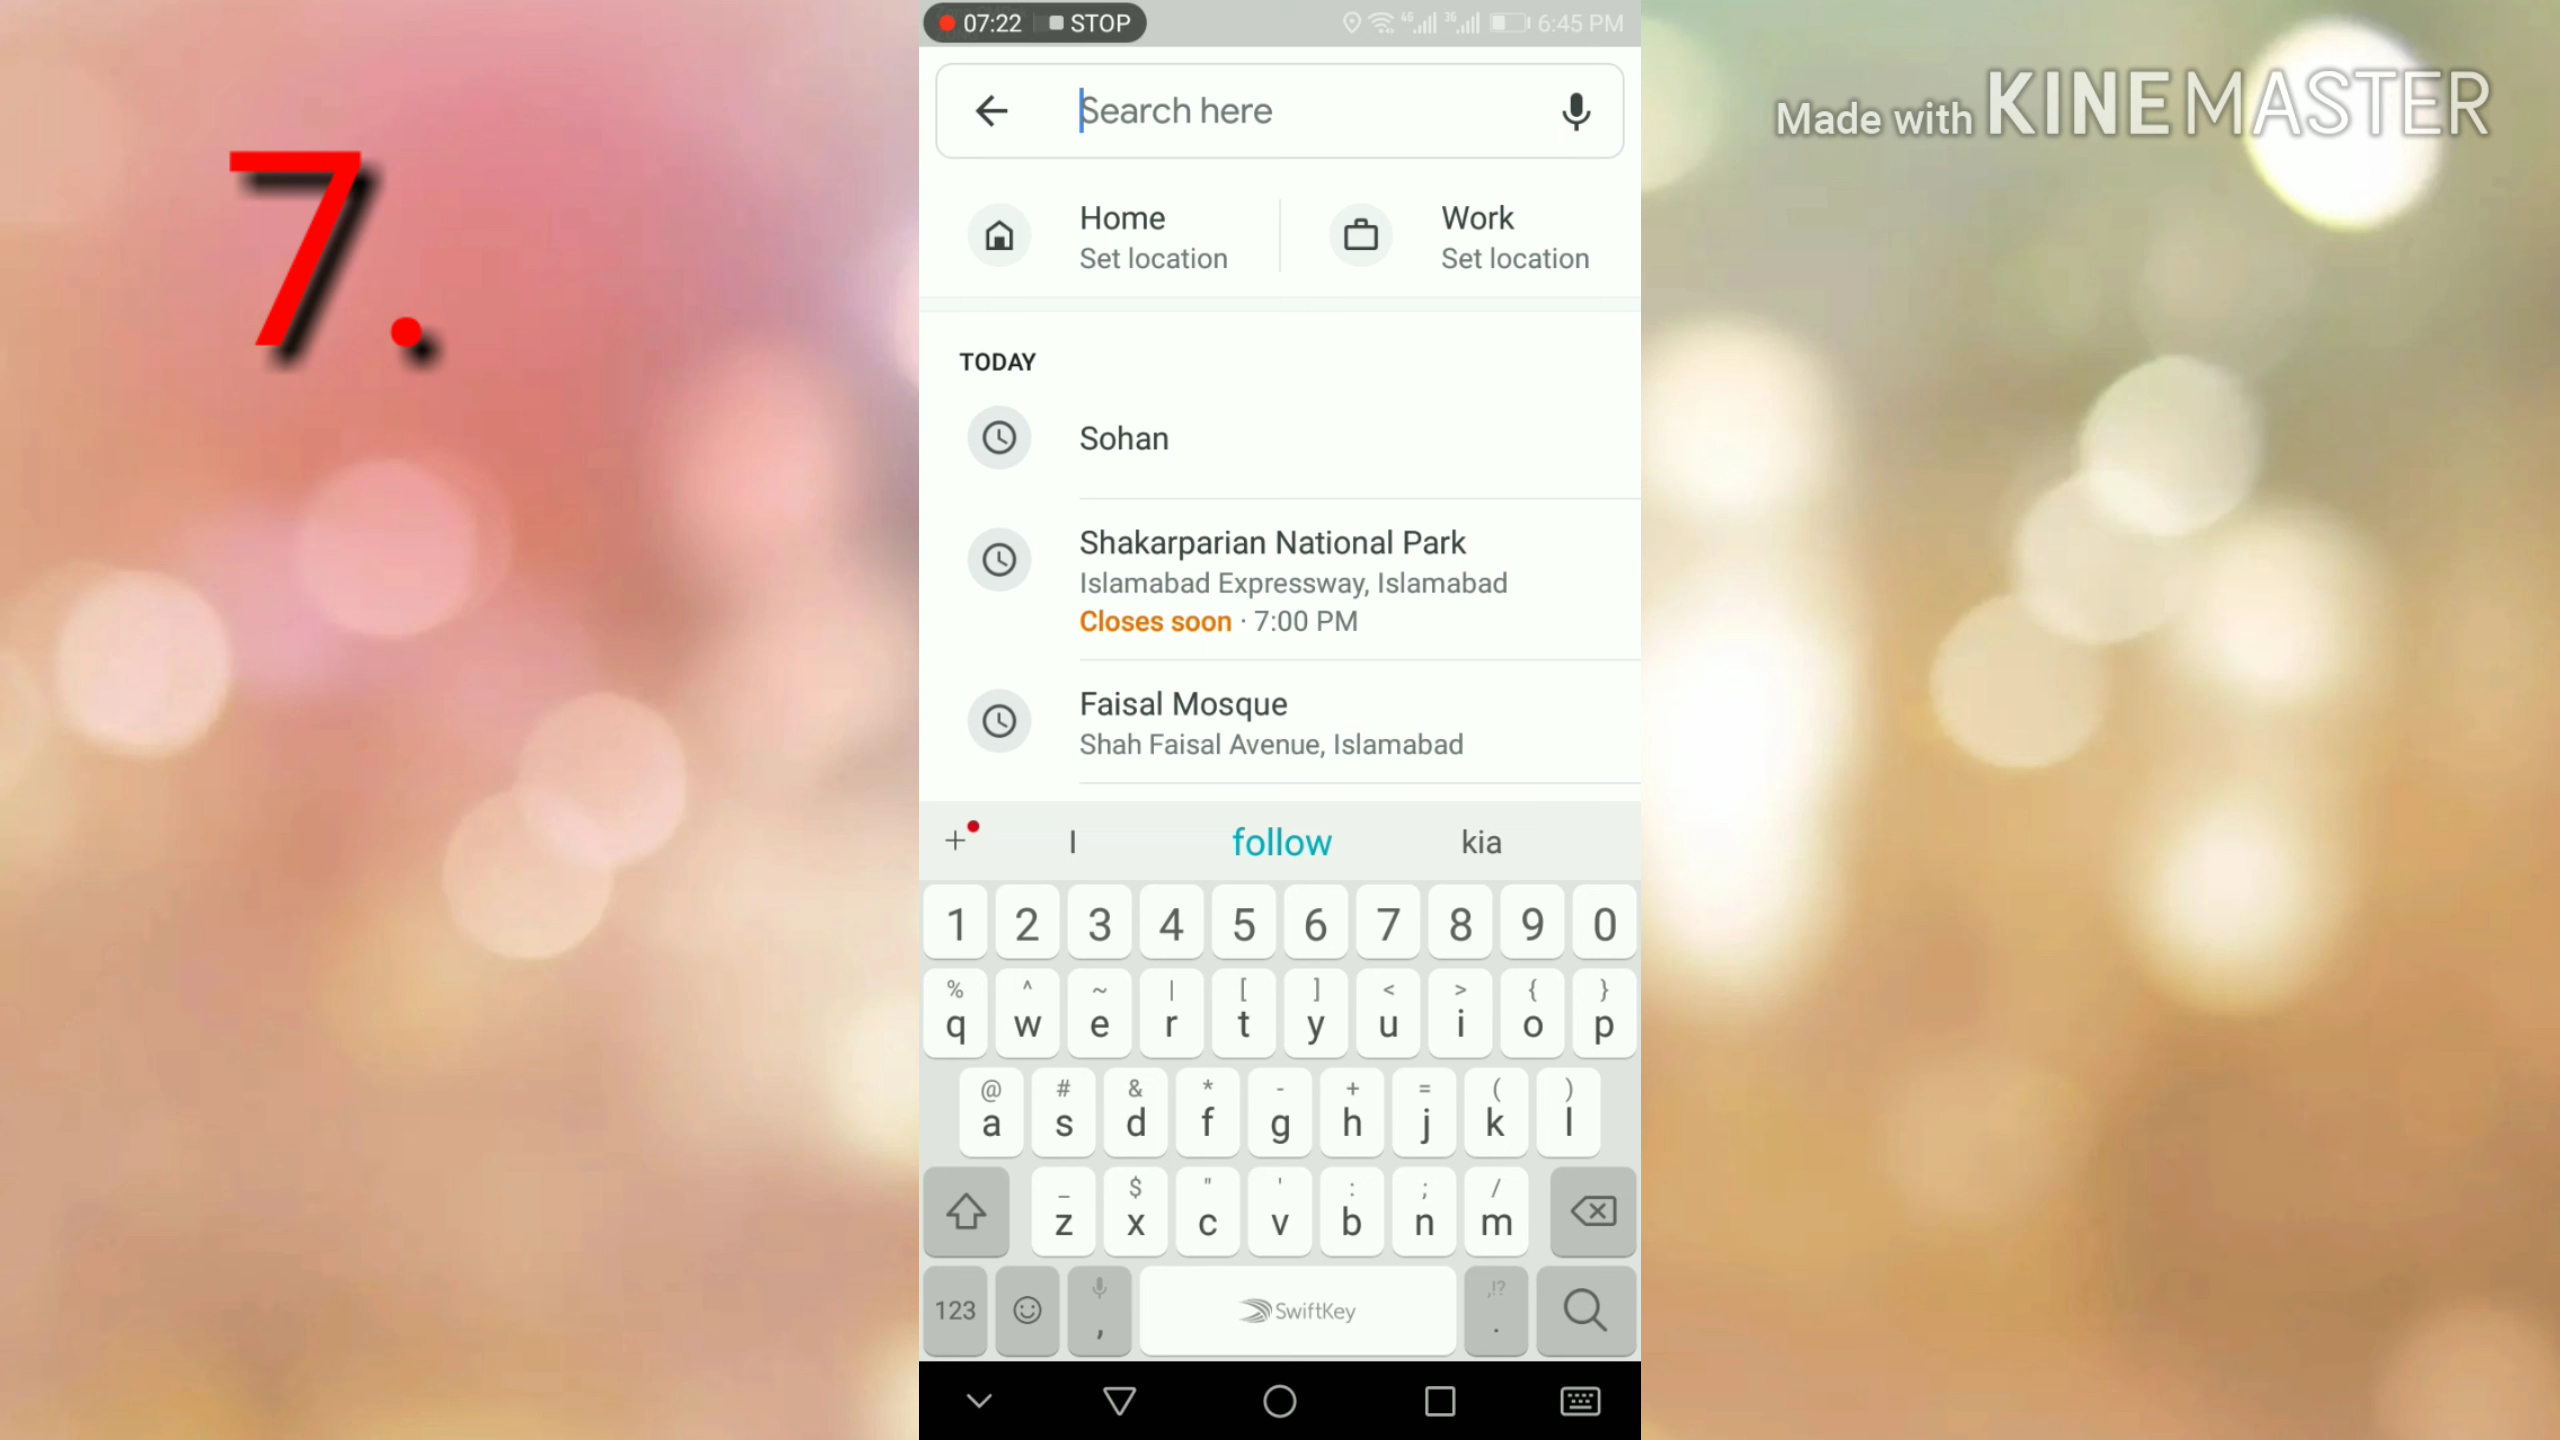 7.
Made with KINEMASTER
07:22 STOP
4G 3G 6:45 PM
Search here
Home
Set location
Work
Set location
TODAY
Sohan
Shakarparian National Park
Islamabad Expressway, Islamabad
Closes soon · 7:00 PM
Faisal Mosque
Shah Faisal Avenue, Islamabad
+ I follow kia
1 2 3 4 5 6 7 8 9 0
% ^ ~ | [ ] < > { }
q w e r t y u i o p
@ # & * - + = ( )
a s d f g h j k l
_ $ " ' : ; /
z x c v b n m
,!?
123 , SwiftKey .